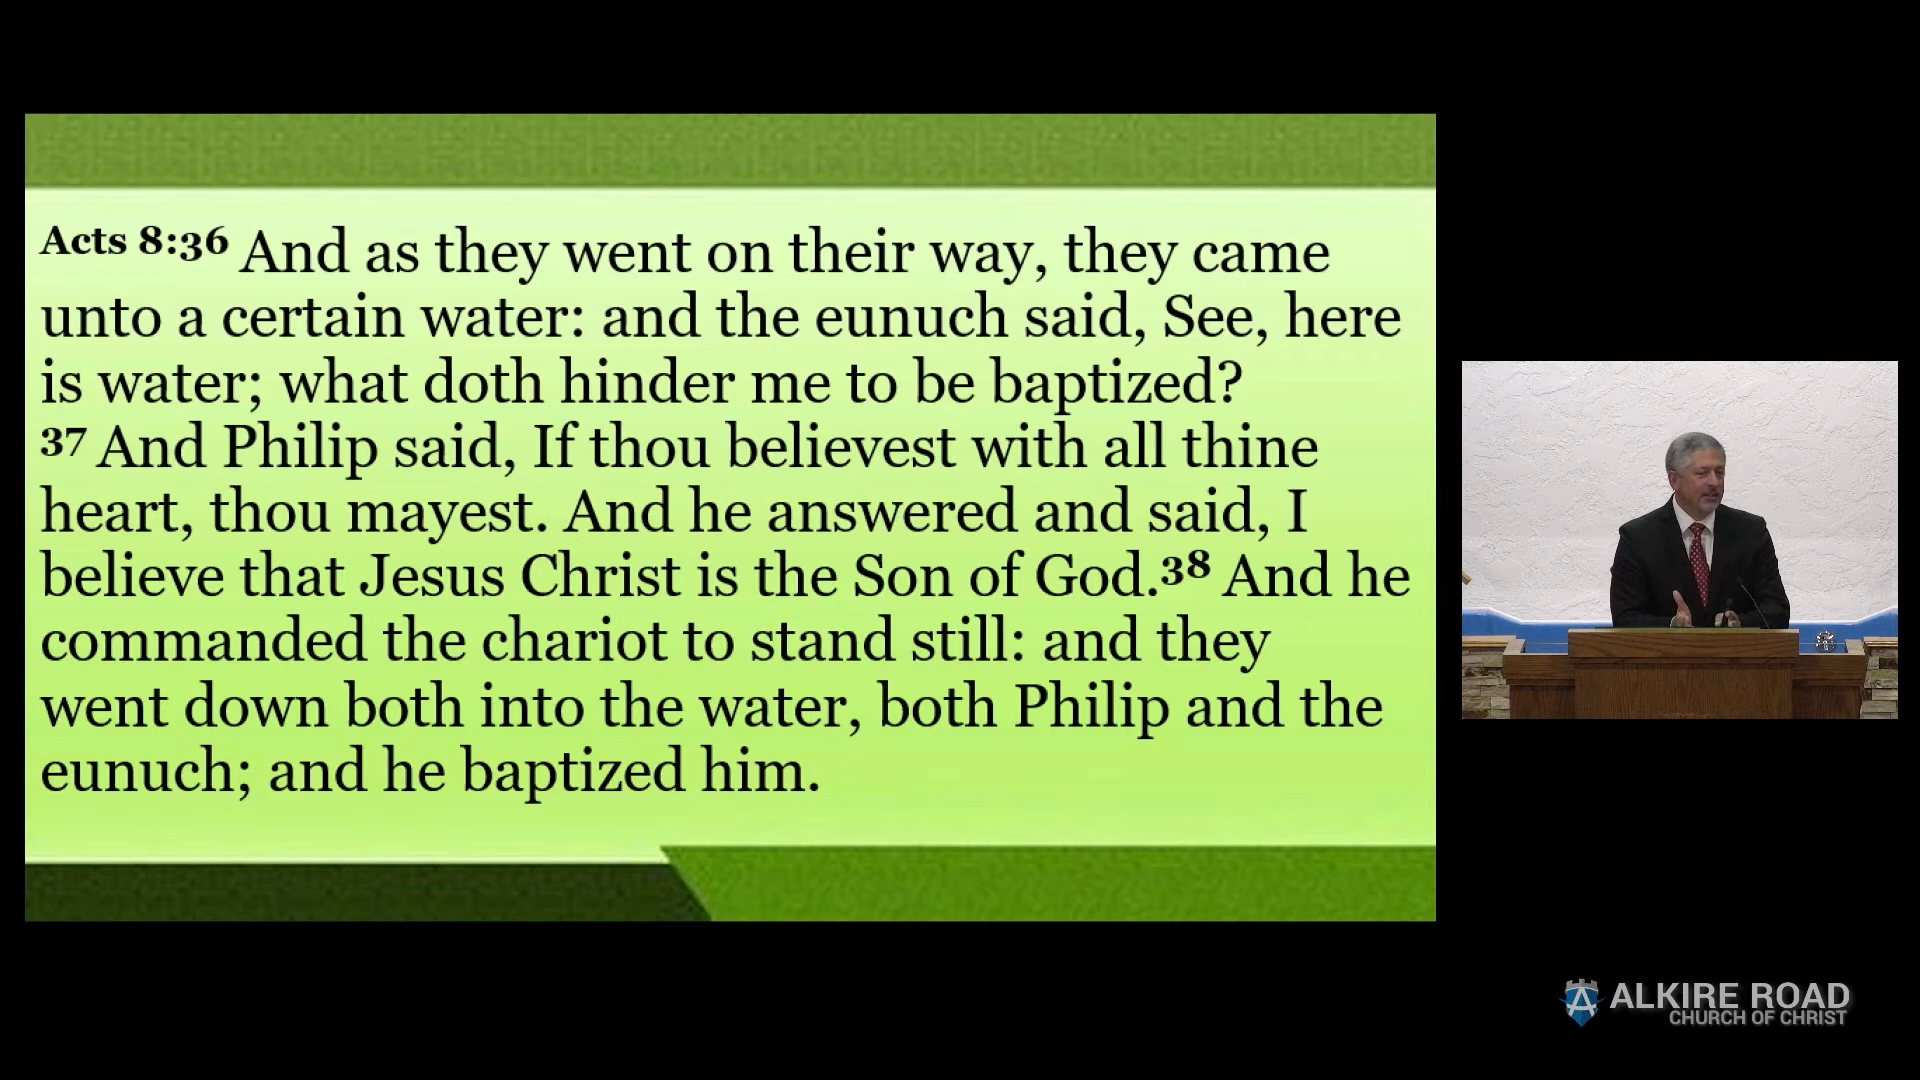 Acts 8:36 And as they went on their way, they came
unto a certain water: and the eunuch said, See, here
is water; what doth hinder me to be baptized?
37 And Philip said, If thou believest with all thine
heart, thou mayest. And he answered and said, I
believe that Jesus Christ is the Son of God.38 And he
commanded the chariot to stand still: and they
went down both into the water, both Philip and the
eunuch; and he baptized him.
ALKIRE ROAD
CHURCH OF CHRIST